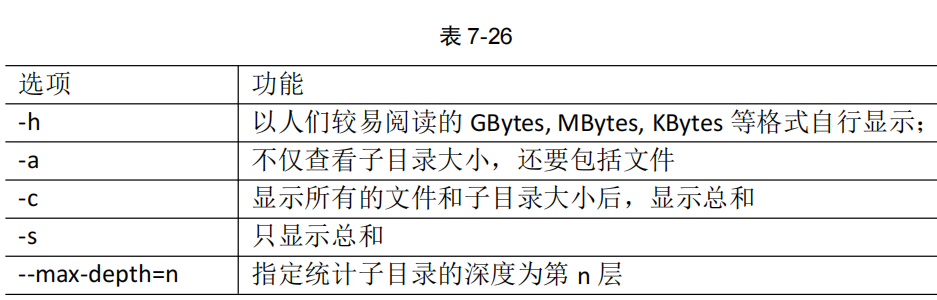 表 7-26
选项 功能
-h 以人们较易阅读的 GBytes, MBytes, KBytes 等格式自行显示；
-a 不仅查看子目录大小，还要包括文件
-c 显示所有的文件和子目录大小后，显示总和
-s 只显示总和
--max-depth=n 指定统计子目录的深度为第 n 层